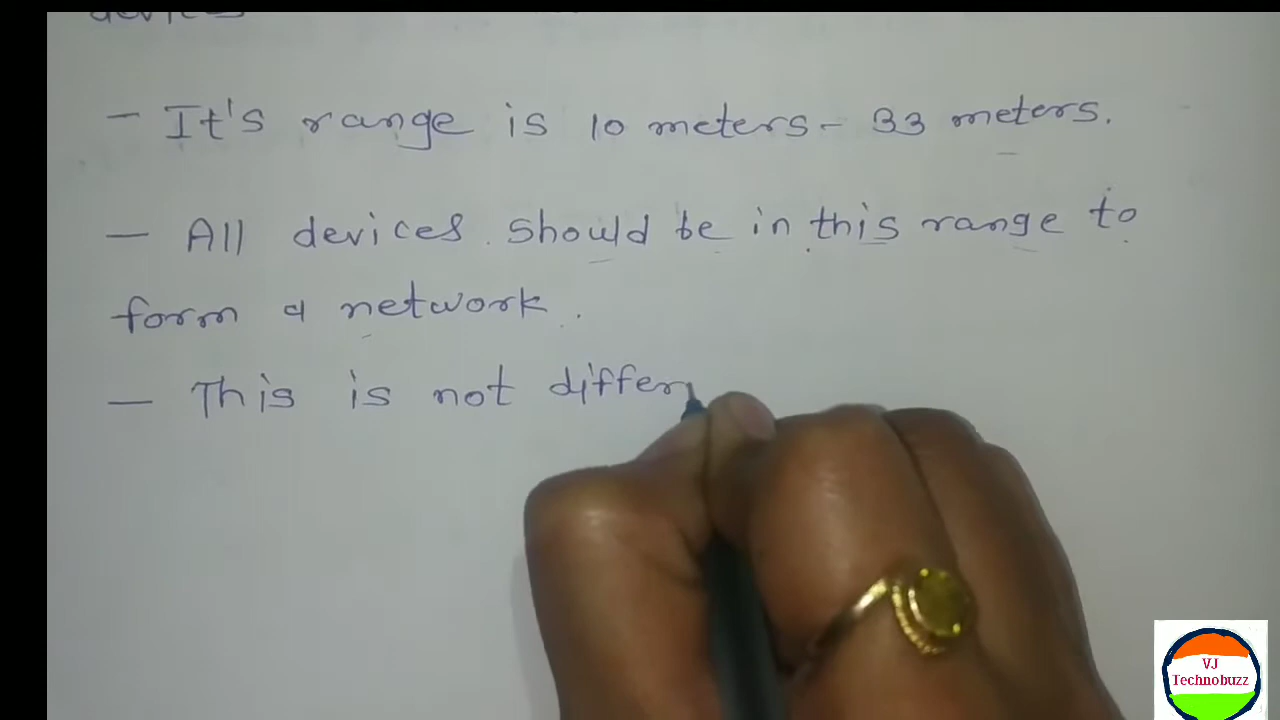 devices
- It's range is 10 meters - 33 meters.
- All devices should be in this range to
form a network.
- This is not differ
VJ
Technobuzz